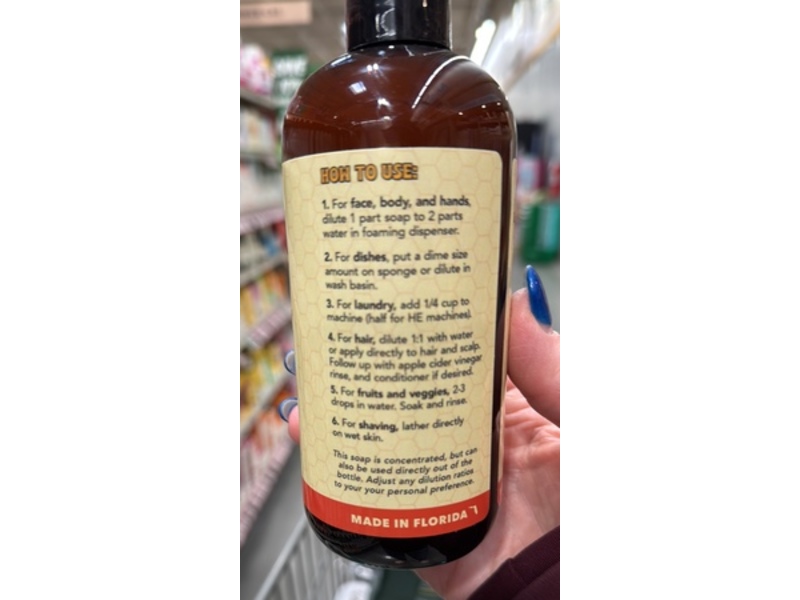 HOW TO USE:
1. For face, body, and hands,
dilute 1 part soap to 2 parts
water in foaming dispenser.
2. For dishes, put a dime size
amount on sponge or dilute in
wash basin.
3. For laundry, add 1/4 cup to
machine (half for HE machines).
4. For hair, dilute 1:1 with water
or apply directly to hair and scalp.
Follow up with apple cider vinegar
rinse, and conditioner if desired.
5. For fruits and veggies, 2-3
drops in water. Soak and rinse.
6. For shaving, lather directly
on wet skin.
This soap is concentrated, but can
also be used directly out of the
bottle. Adjust any dilution ratios
to your your personal preference.
MADE IN FLORIDA